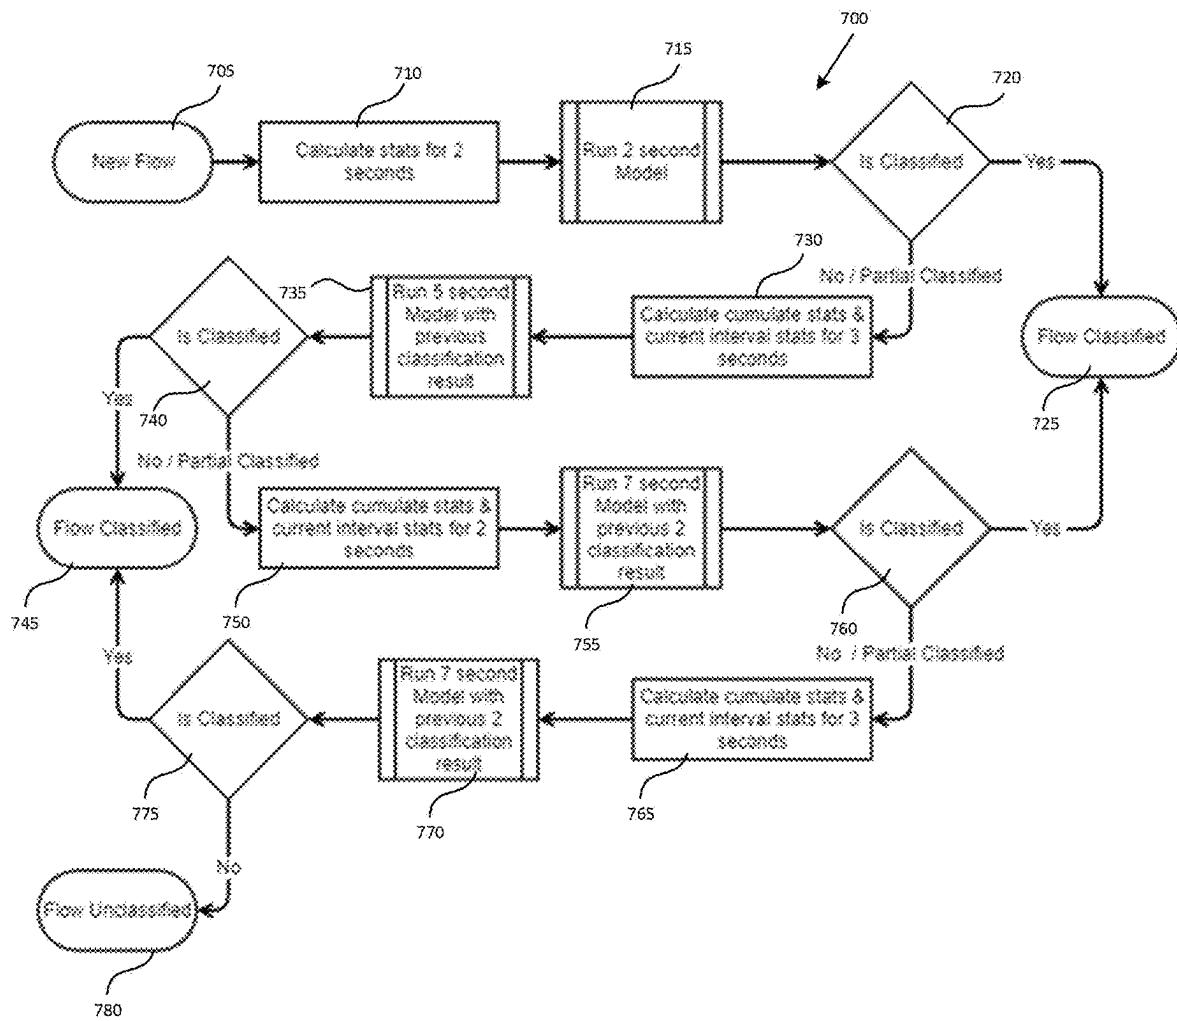 700
705
710
715
720
New Flow
Calculate stats for 2
seconds
Run 2 second
Model
Is Classified
Yes
No / Partial Classified
730
735
Run 5 second
Model with
previous
classification
result
Calculate cumulate stats &
current interval stats for 3
seconds
Is Classified
740
Yes
No / Partial Classified
Flow Classified
725
Flow Classified
745
Calculate cumulate stats &
current interval stats for 2
seconds
750
Run 7 second
Model with
previous 2
classification
result
755
Is Classified
760
Yes
No / Partial Classified
Yes
Is Classified
775
Run 7 second
Model with
previous 2
classification
result
770
Calculate cumulate stats &
current interval stats for 3
seconds
765
No
Flow Unclassified
780